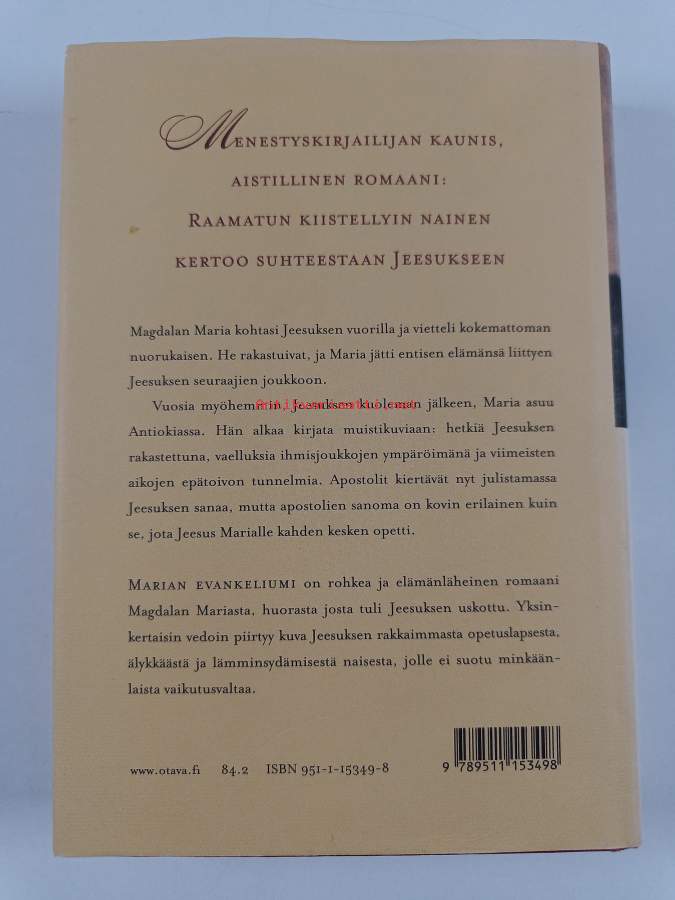 MENESTYSKIRJAILIJAN KAUNIS,
AISTILLINEN ROMAANI:
RAAMATUN KIISTELLYIN NAINEN
KERTOO SUHTEESTAAN JEESUKSEEN
Magdalan Maria kohtasi Jeesuksen vuorilla ja vietteli kokemattoman
nuorukaisen. He rakastuivat, ja Maria jätti entisen elämänsä liittyen
Jeesuksen seuraajien joukkoon.
Vuosia myöhemmin, Jeesuksen kuoleman jälkeen, Maria asuu
Antikvariaatti.net
Antiokiassa. Hän alkaa kirjata muistikuviaan: hetkiä Jeesuksen
rakastettuna, vaelluksia ihmisjoukkojen ympäröimänä ja viimeisten
aikojen epätoivon tunnelmia. Apostolit kiertävät nyt julistamassa
Jeesuksen sanaa, mutta apostolien sanoma on kovin erilainen kuin
se, jota Jeesus Marialle kahden kesken opetti.
MARIAN EVANKELIUMI on rohkea ja elämänläheinen romaani
Magdalan Mariasta, huorasta josta tuli Jeesuksen uskottu. Yksin-
kertaisin vedoin piirtyy kuva Jeesuksen rakkaimmasta opetuslapsesta,
älykkäästä ja lämminsydämisestä naisesta, jolle ei suotu minkään-
laista vaikutusvaltaa.
www.otava.fi 84.2 ISBN 951-1-15349-8
9 789511 153498